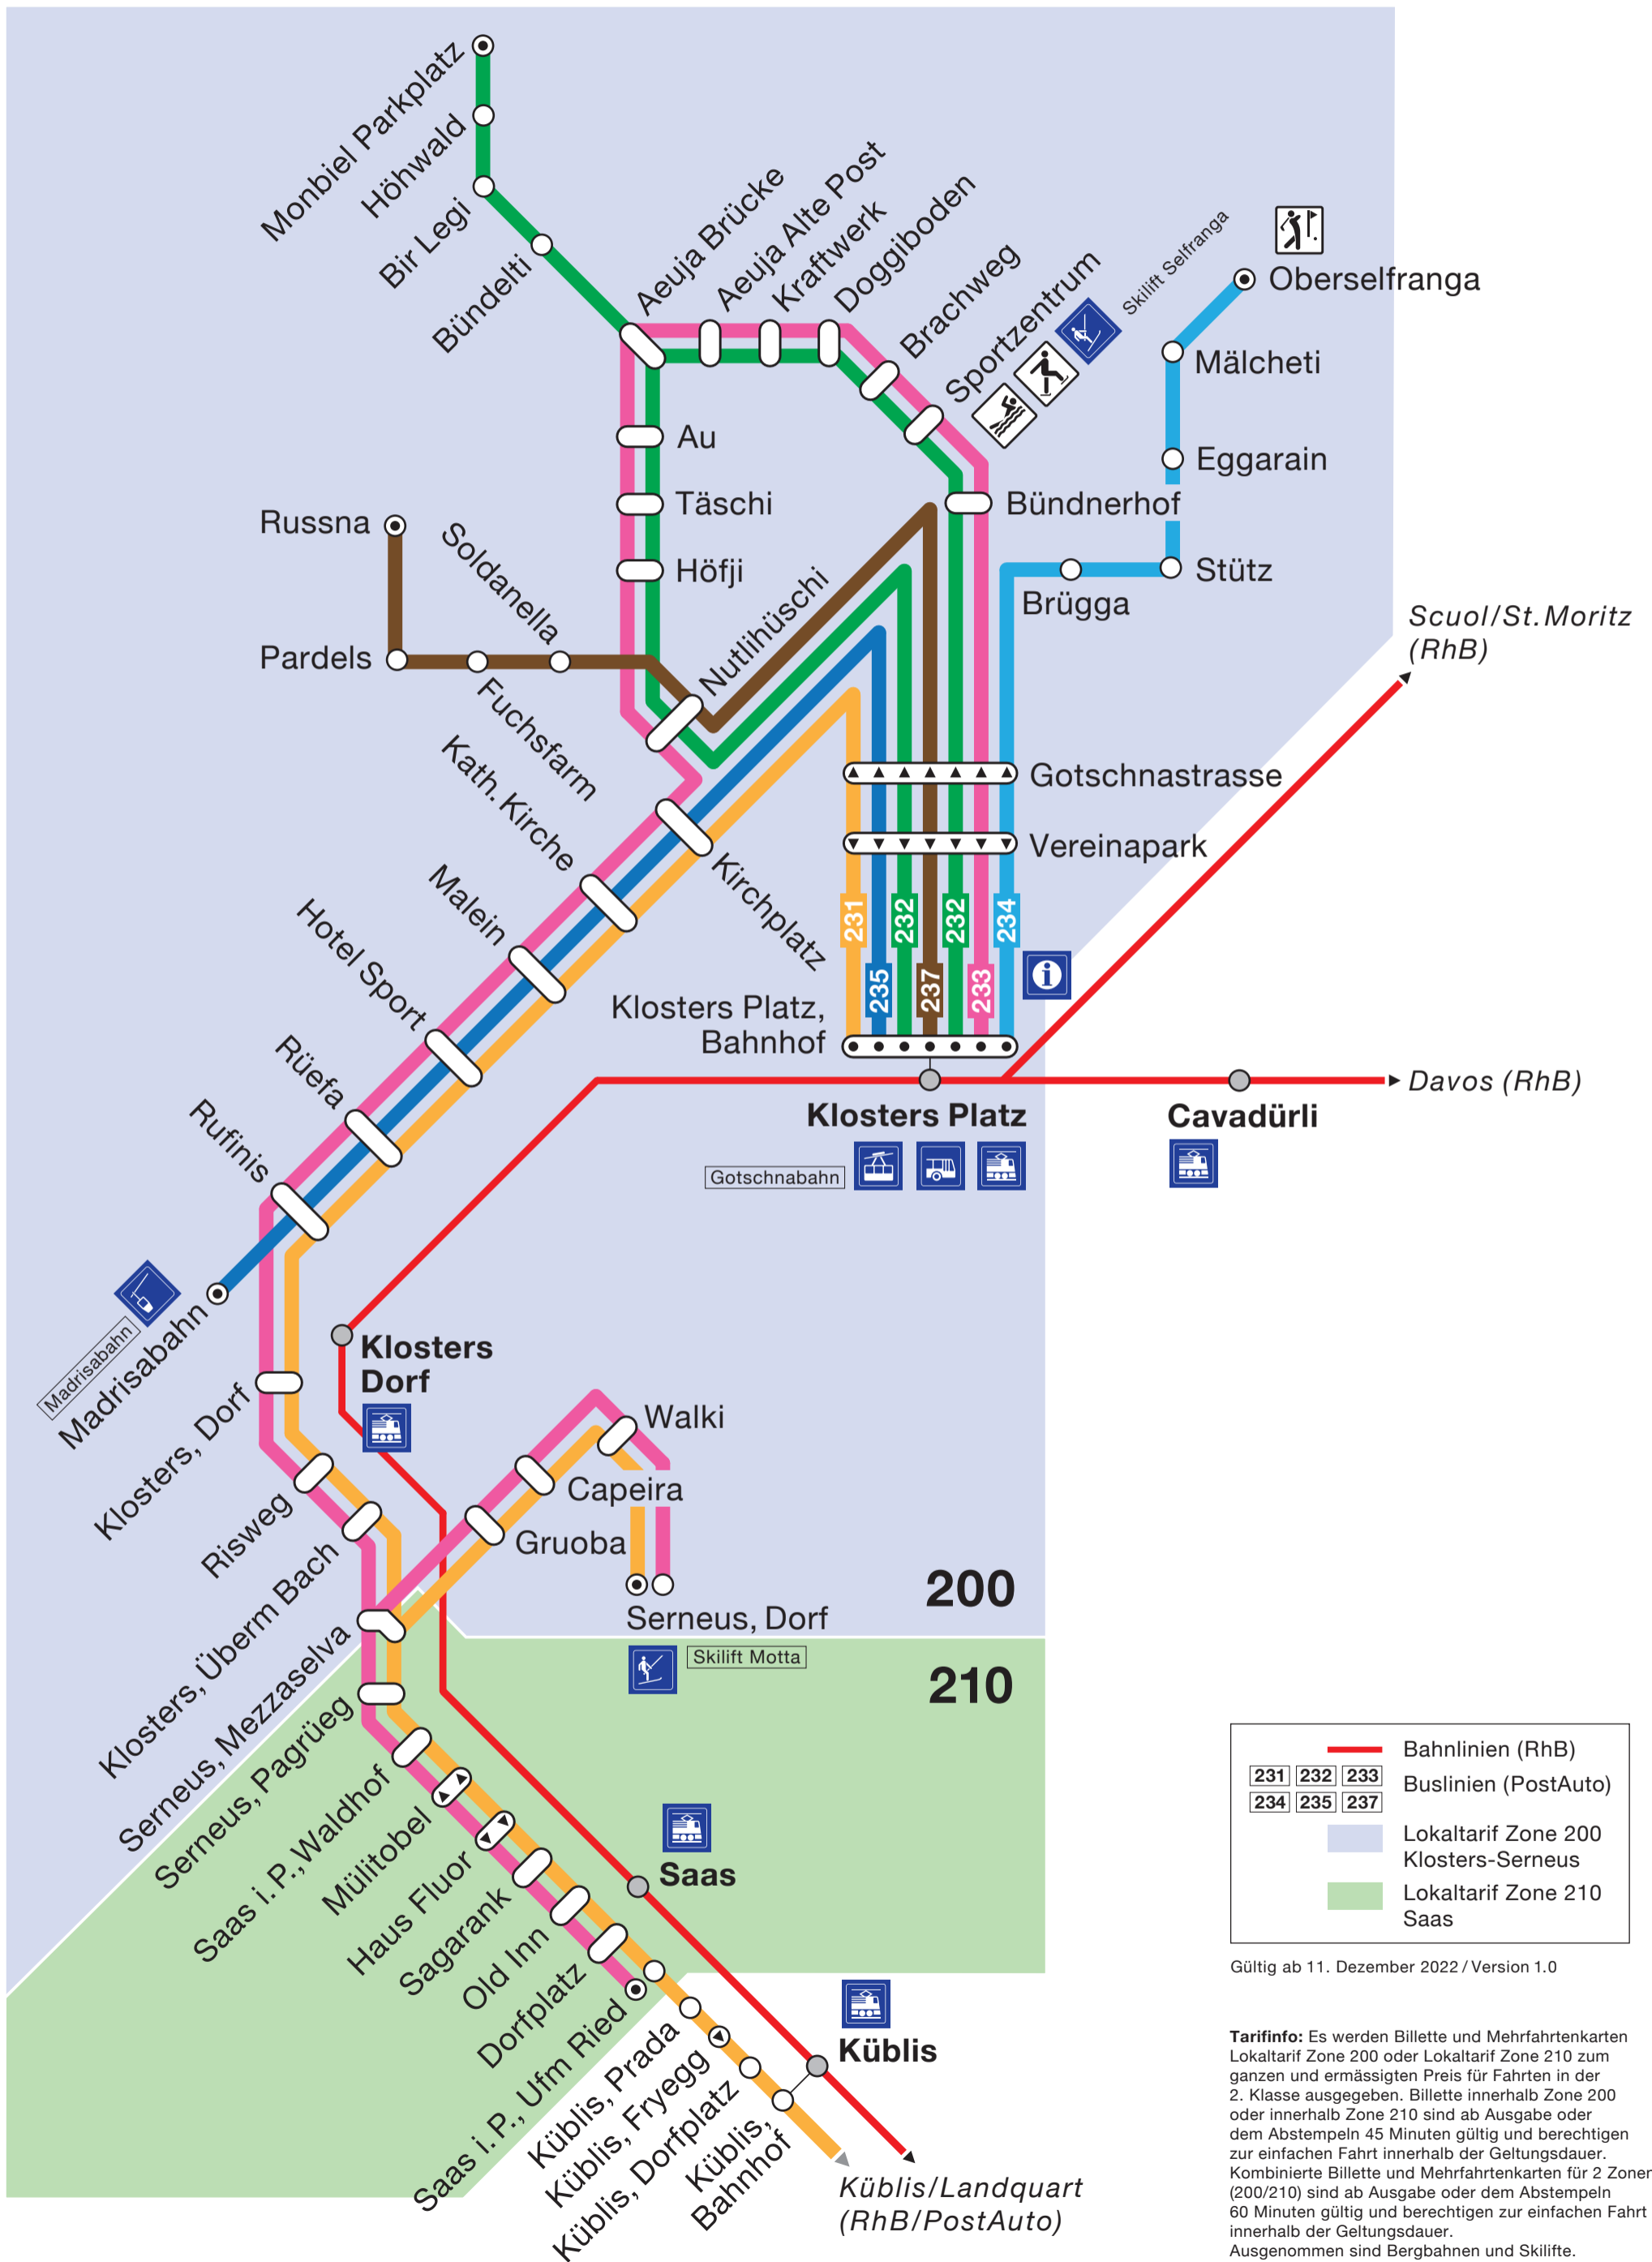 Monbiel Parkplatz
Höhwald
Bir Legi
Bündelti
Aeuja Brücke
Aeuja Alte Post
Kraftwerk
Doggiboden
Brachweg
Sportzentrum
Skilift Selfranga
Oberselfranga
Mälcheti
Eggarain
Stütz
Brügga
Bündnerhof
Au
Täschi
Höfji
Russna
Pardels
Soldanella
Fuchsfarm
Nutlihüschi
Scuol/St. Moritz
(RhB)
Gotschnastrasse
Vereinapark
Kath. Kirche
Kirchplatz
Malein
Hotel Sport
Rüefa
Rufinis
231
235
232
237
232
233
234
Klosters Platz,
Bahnhof
Klosters Platz
Gotschnabahn
Cavadürli
Davos (RhB)
Madrisabahn
Madrisabahn
Klosters
Dorf
Klosters, Dorf
Risweg
Klosters, Überm Bach
Walki
Capeira
Gruoba
Serneus, Dorf
Skilift Motta
200
210
Serneus, Mezzaselva
Serneus, Pagrüeg
Saas i. P., Waldhof
Mülitobel
Haus Fluor
Sagarank
Old Inn
Dorfplatz
Saas i. P., Ufm Ried
Saas
Küblis, Prada
Küblis, Fryegg
Küblis, Dorfplatz
Küblis,
Bahnhof
Küblis
Küblis/Landquart
(RhB/PostAuto)
Bahnlinien (RhB)
231 232 233
Buslinien (PostAuto)
234 235 237
Lokaltarif Zone 200
Klosters-Serneus
Lokaltarif Zone 210
Saas
Gültig ab 11. Dezember 2022 / Version 1.0
Tarifinfo: Es werden Billette und Mehrfahrtenkarten
Lokaltarif Zone 200 oder Lokaltarif Zone 210 zum
ganzen und ermässigten Preis für Fahrten in der
2. Klasse ausgegeben. Billette innerhalb Zone 200
oder innerhalb Zone 210 sind ab Ausgabe oder
dem Abstempeln 45 Minuten gültig und berechtigen
zur einfachen Fahrt innerhalb der Geltungsdauer.
Kombinierte Billette und Mehrfahrtenkarten für 2 Zonen
(200/210) sind ab Ausgabe oder dem Abstempeln
60 Minuten gültig und berechtigen zur einfachen Fahrt
innerhalb der Geltungsdauer.
Ausgenommen sind Bergbahnen und Skilifte.